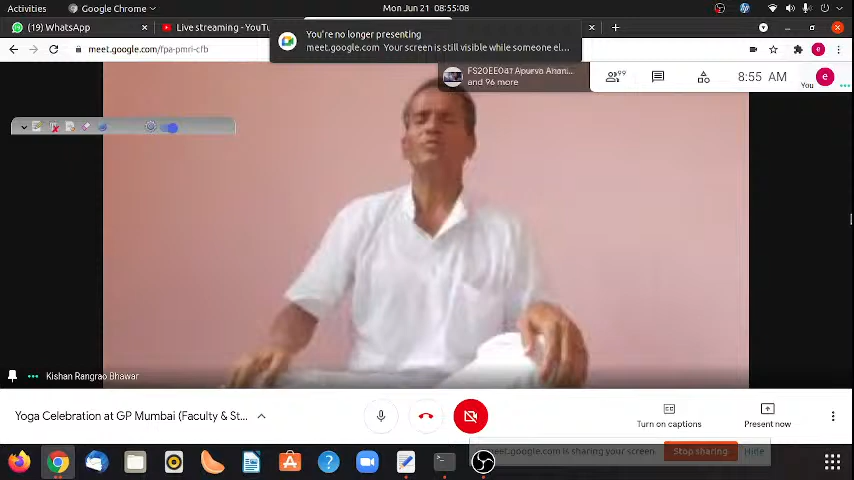 Activities
Google Chrome
Mon Jun 21 08:55:08
(20) WhatsApp
Live streaming - YouTu
You're no longer presenting
meet.google.com Your screen is still visible while someone el...
meet.google.com/fpa-pmri-cfb
FS20EE041 Apurva Anan...
and 96 more
99
8:55 AM
e
You
Kishan Rangrao Bhawar
Yoga Celebration at GP Mumbai (Faculty & St...
Turn on captions
Present now
meet.google.com is sharing your screen
Stop sharing
Hide